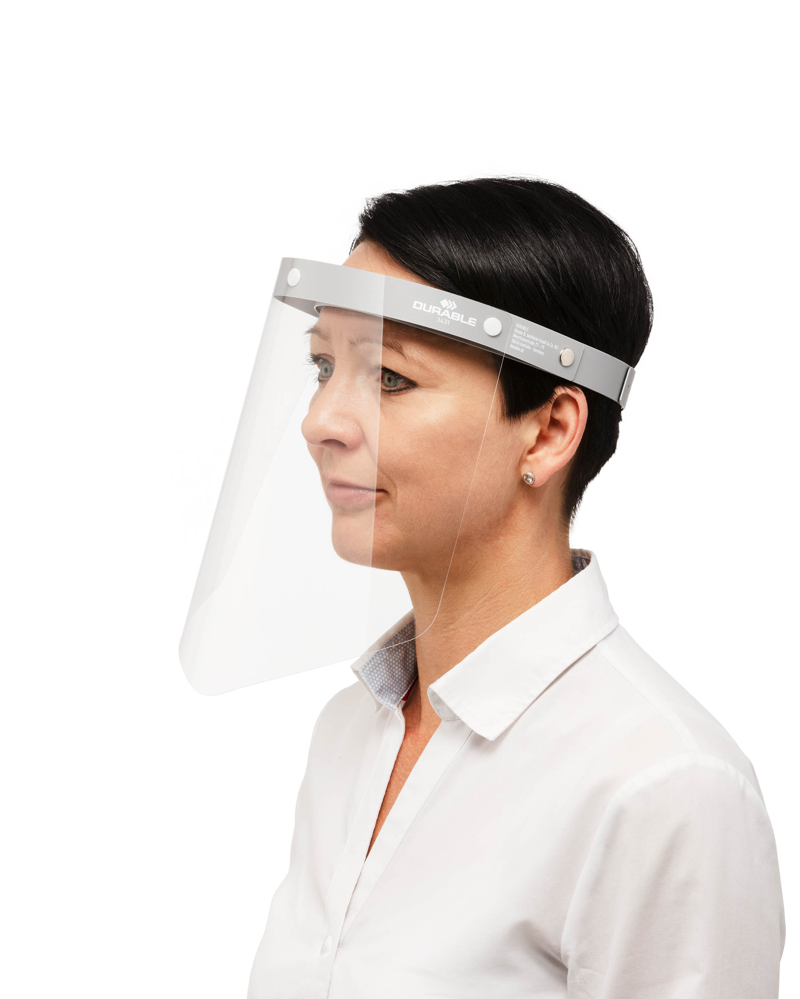 DURABLE
3431
DURABLE
Hunke & Jochheim GmbH & Co. KG
Westfalenstraße 77–79
58636 Iserlohn - Germany
durable.de